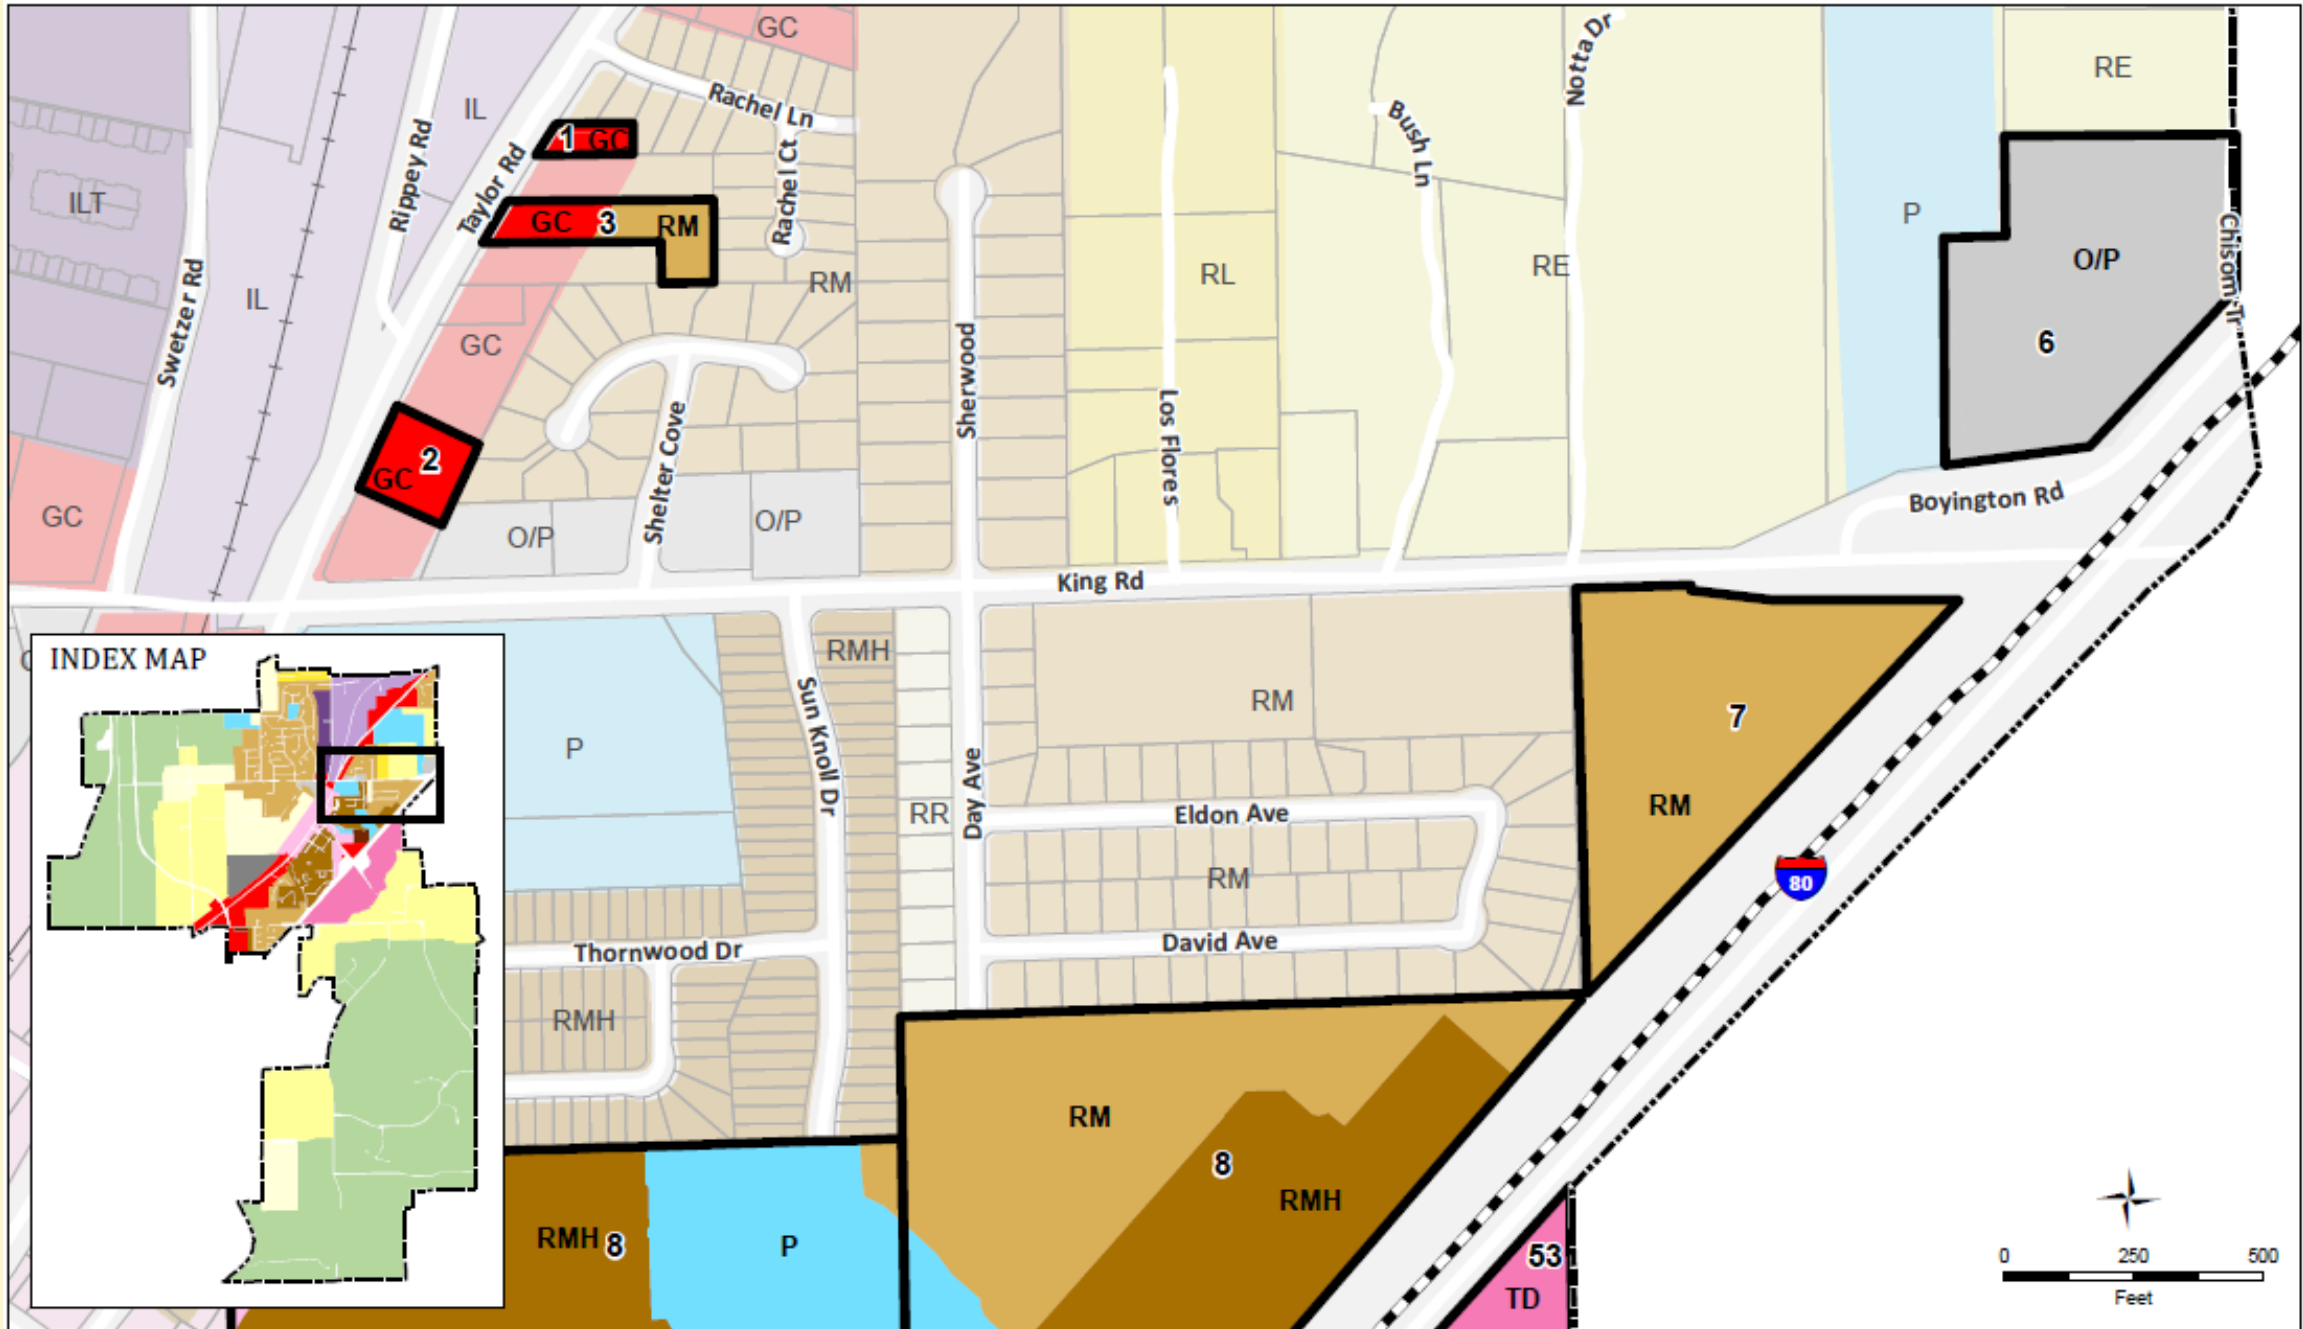 GC
RE
Notta Dr
Rachel Ln
IL
Bush Ln
Rippey Rd
1 GC
Taylor Rd
Rachel Ct
ILT
P
GC 3 RM
Chisom Tr
O/P
RL
RE
RM
IL
Swetzer Rd
GC
6
Sherwood
Los Flores
Shelter Cove
2
GC
Boyington Rd
GC
O/P
O/P
King Rd
INDEX MAP
RMH
RM
7
Sun Knoll Dr
P
Day Ave
RR
Eldon Ave
RM
RM
80
David Ave
Thornwood Dr
RMH
RM
8
RMH
RMH 8
P
53
TD
0 250 500
Feet